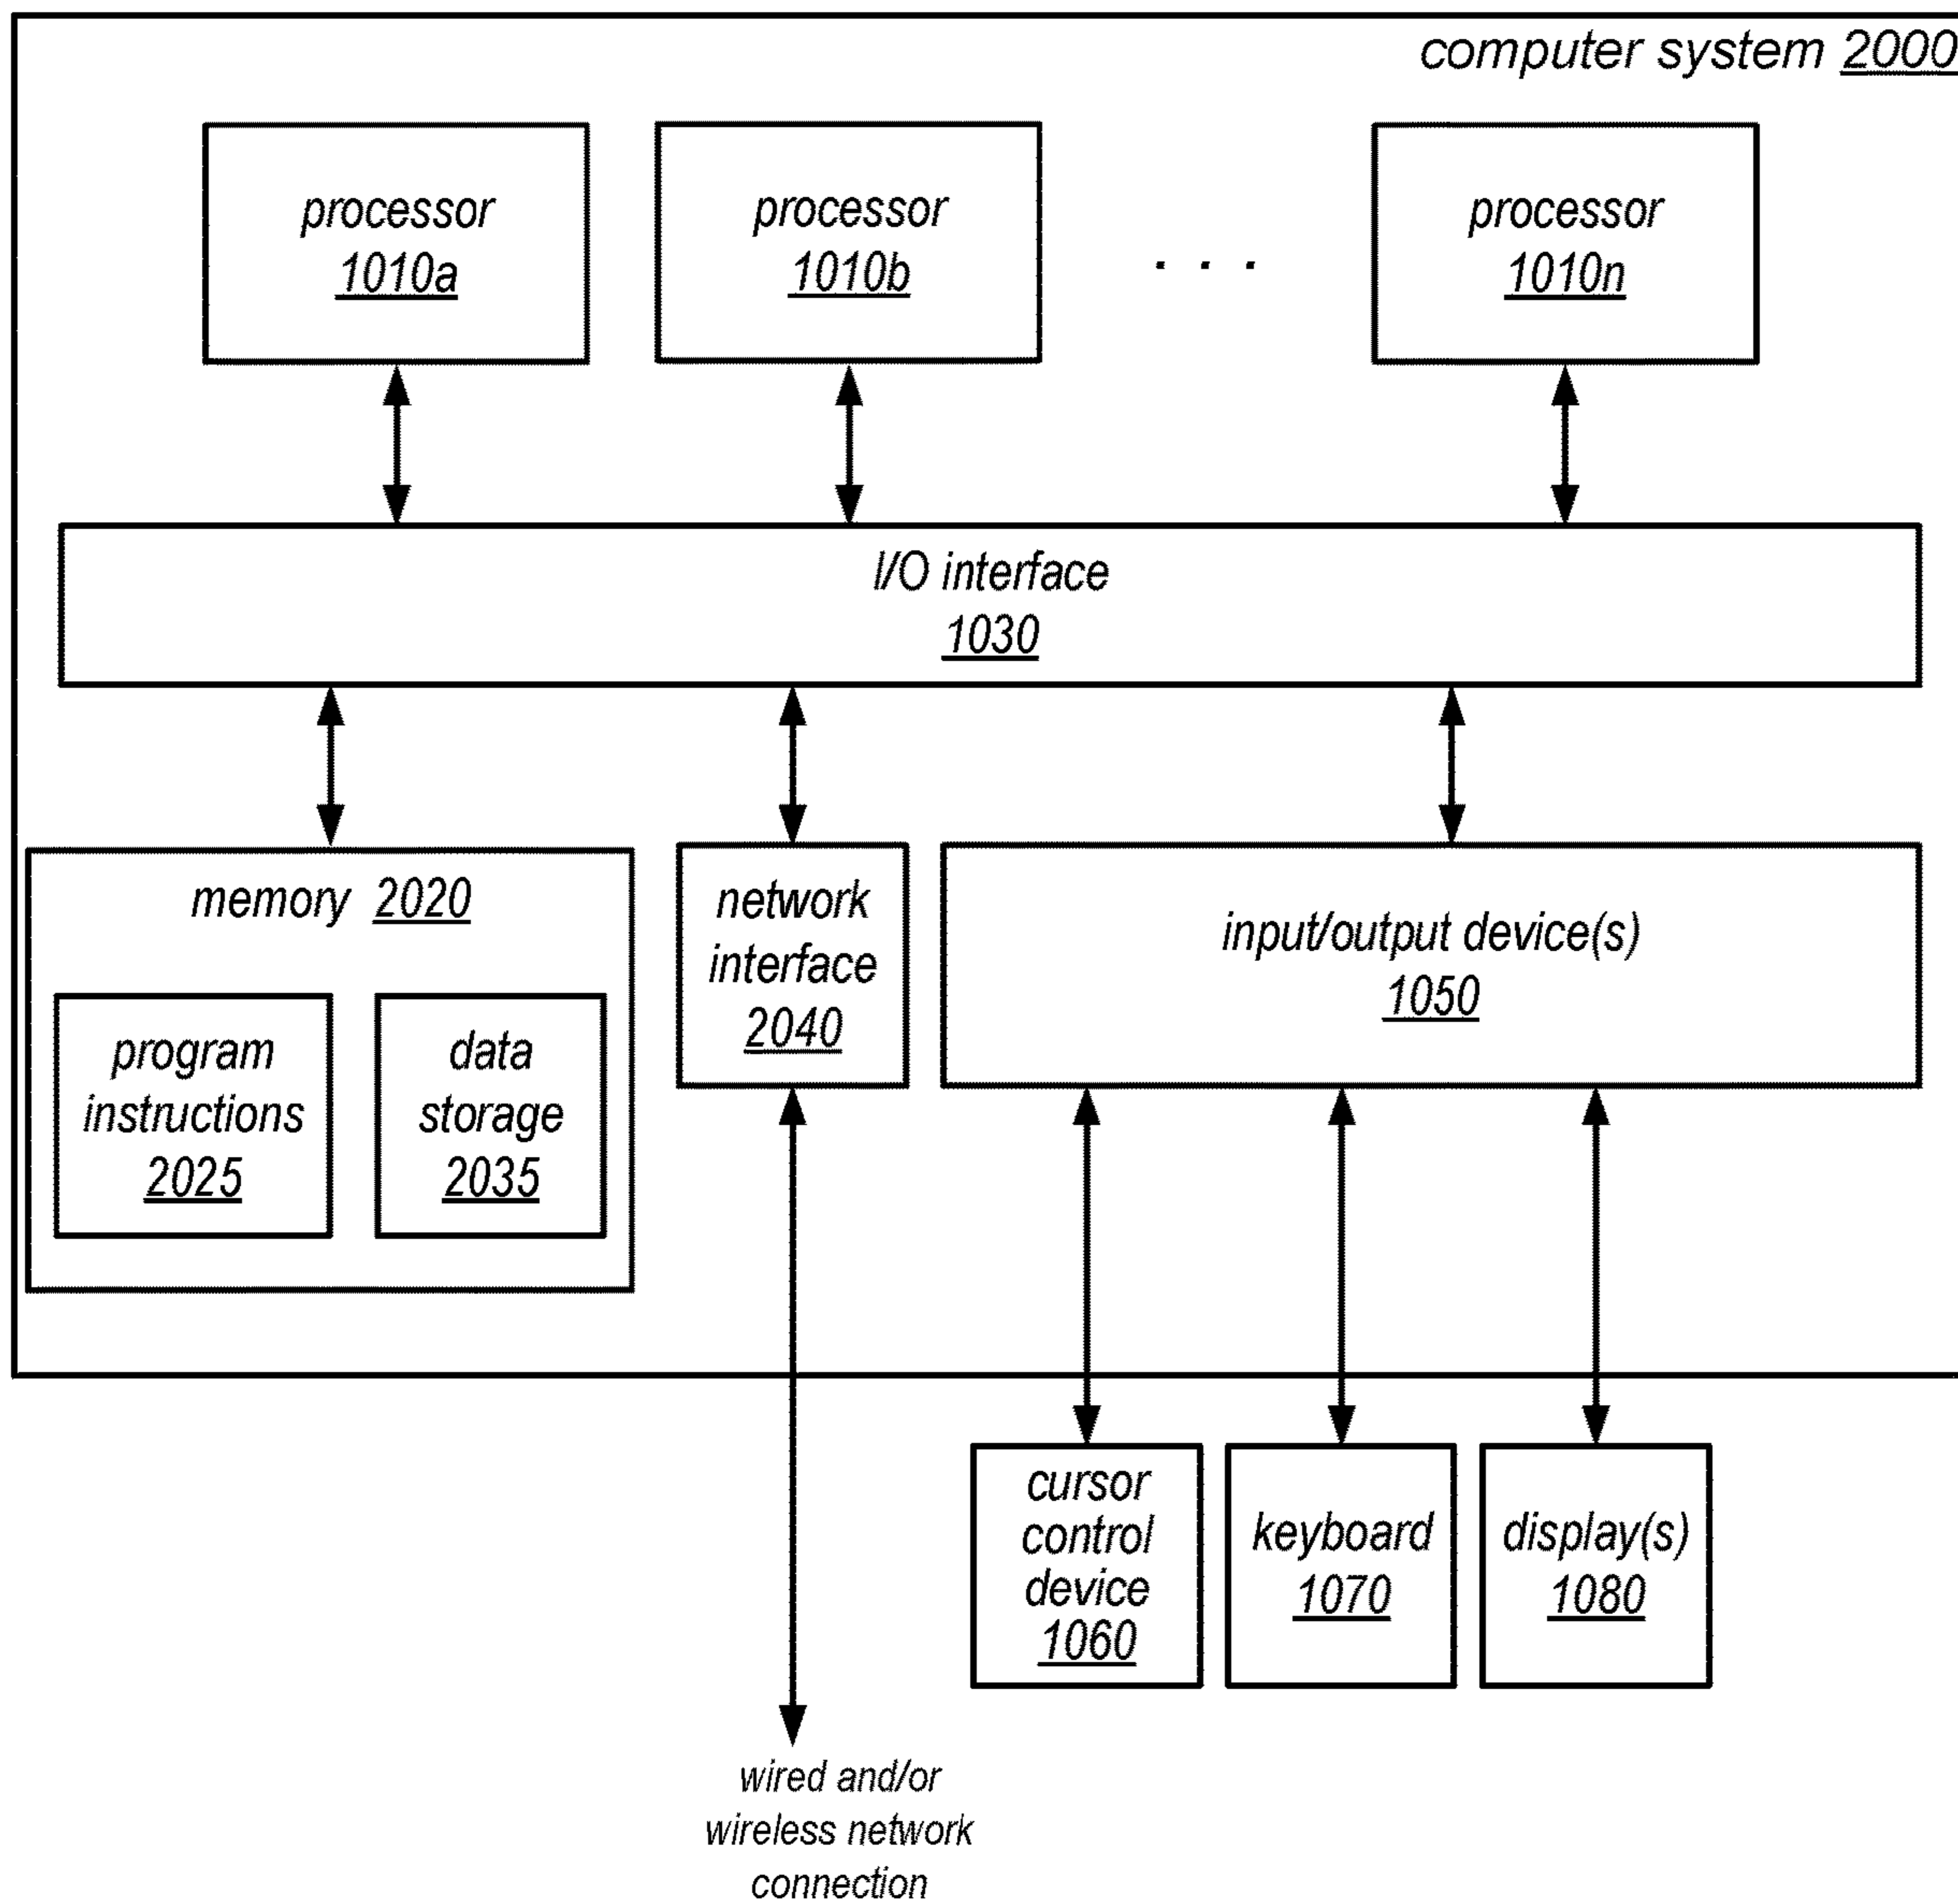 computer system 2000
processor
1010a
processor
1010b
. . .
processor
1010n
I/O interface
1030
memory 2020
program
instructions
2025
data
storage
2035
network
interface
2040
input/output device(s)
1050
cursor
control
device
1060
keyboard
1070
display(s)
1080
wired and/or
wireless network
connection